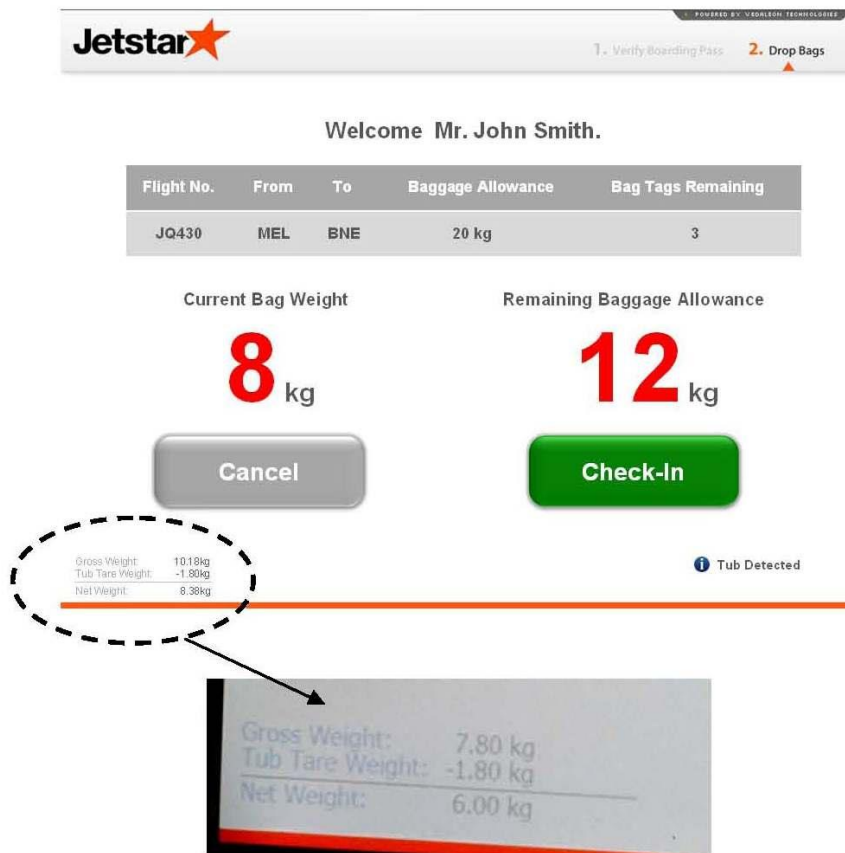 POWERED BY VEDALEON TECHNOLOGIES
Jetstar
1. Verify Boarding Pass 2. Drop Bags
Welcome Mr. John Smith.
Flight No. From To Baggage Allowance Bag Tags Remaining
JQ430 MEL BNE 20 kg 3
Current Bag Weight Remaining Baggage Allowance
8 kg 12 kg
Cancel Check-In
Gross Weight: 10.18kg
Tub Tare Weight: -1.80kg
Tub Detected
Net Weight: 8.38kg
Gross Weight: 7.80 kg
Tub Tare Weight: -1.80 kg
Net Weight: 6.00 kg